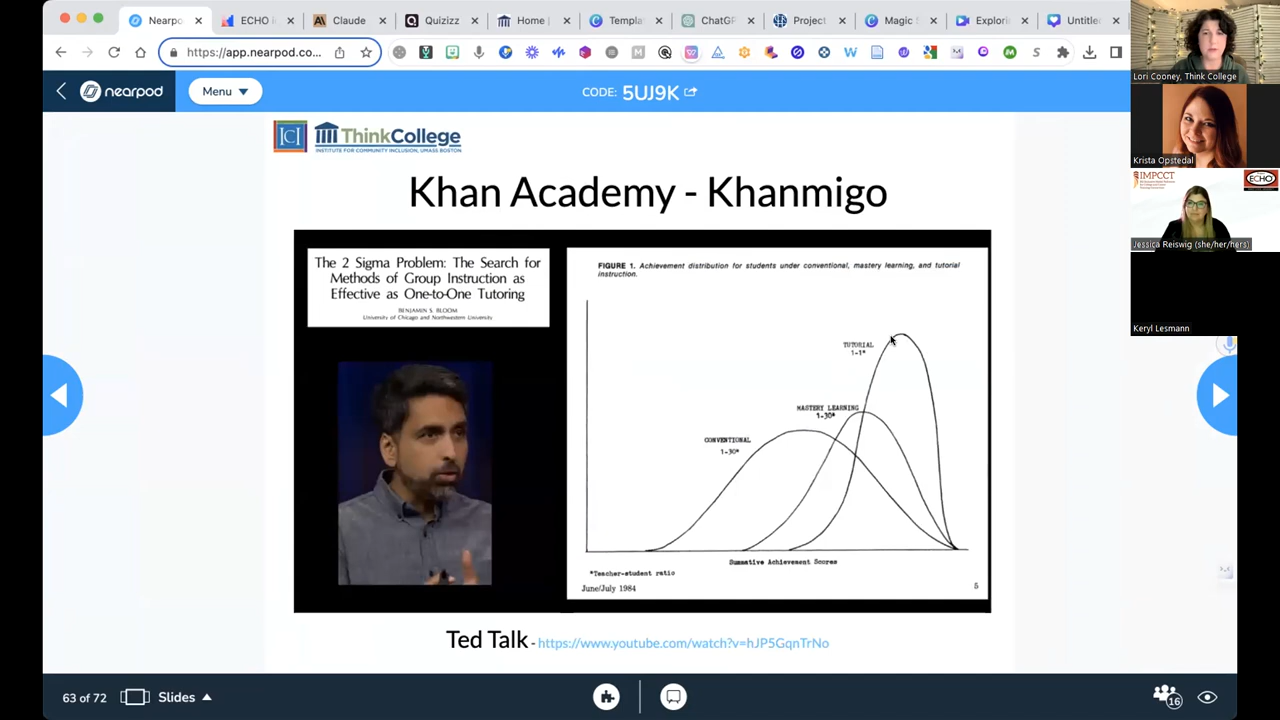 Nearpo
ECHO i
Claude
Quizizz
Home
Templa
ChatGP
Project
Magic
Explori
Untitle
https://app.nearpod.co...
nearpod
Menu
CODE: 5UJ9K
ICI ThinkCollege
INSTITUTE FOR COMMUNITY INCLUSION, UMASS BOSTON
Khan Academy - Khanmigo
The 2 Sigma Problem: The Search for
Methods of Group Instruction as
Effective as One-to-One Tutoring
BENJAMIN S. BLOOM
University of Chicago and Northwestern University
FIGURE 1. Achievement distribution for students under conventional, mastery learning, and tutorial
instruction.
TUTORIAL
1-1*
MASTERY LEARNING
1-30*
CONVENTIONAL
1-30*
Summative Achievement Scores
*Teacher-student ratio
June/July 1984
5
Ted Talk - https://www.youtube.com/watch?v=hJP5GqnTrNo
63 of 72
Slides
16
Lori Cooney, Think College
Krista Opstedal
IMPCCT
ECHO
Jessica Reiswig (she/her/hers)
Keryl Lesmann